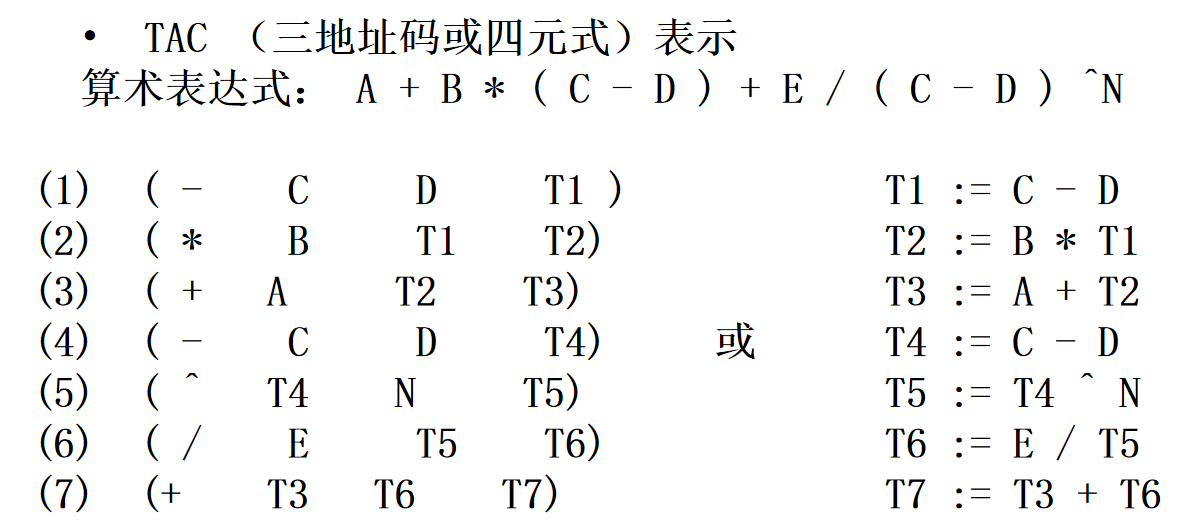 • TAC （三地址码或四元式）表示
算术表达式： A + B * ( C - D ) + E / ( C - D ) ^N
(1) ( - C D T1 ) T1 := C - D
(2) ( * B T1 T2) T2 := B * T1
(3) ( + A T2 T3) T3 := A + T2
(4) ( - C D T4) 或 T4 := C - D
(5) ( ^ T4 N T5) T5 := T4 ^ N
(6) ( / E T5 T6) T6 := E / T5
(7) (+ T3 T6 T7) T7 := T3 + T6